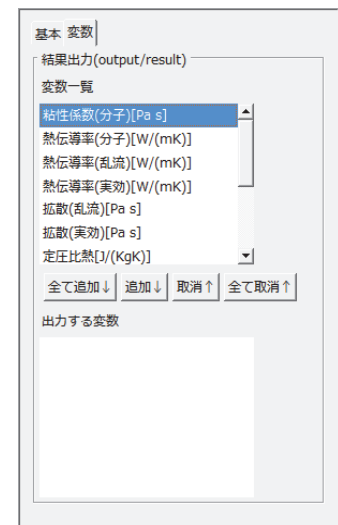 基本 変数
結果出力(output/result)
変数一覧
粘性係数(分子)[Pa s]
熱伝導率(分子)[W/(mK)]
熱伝導率(乱流)[W/(mK)]
熱伝導率(実効)[W/(mK)]
拡散(乱流)[Pa s]
拡散(実効)[Pa s]
定圧比熱[J/(KgK)]
全て追加↓ 追加↓ 取消↑ 全て取消↑
出力する変数